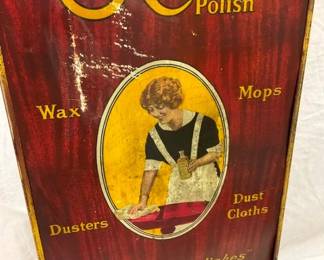 Polish
Wax
Mops
Dusters
Dust
Cloths